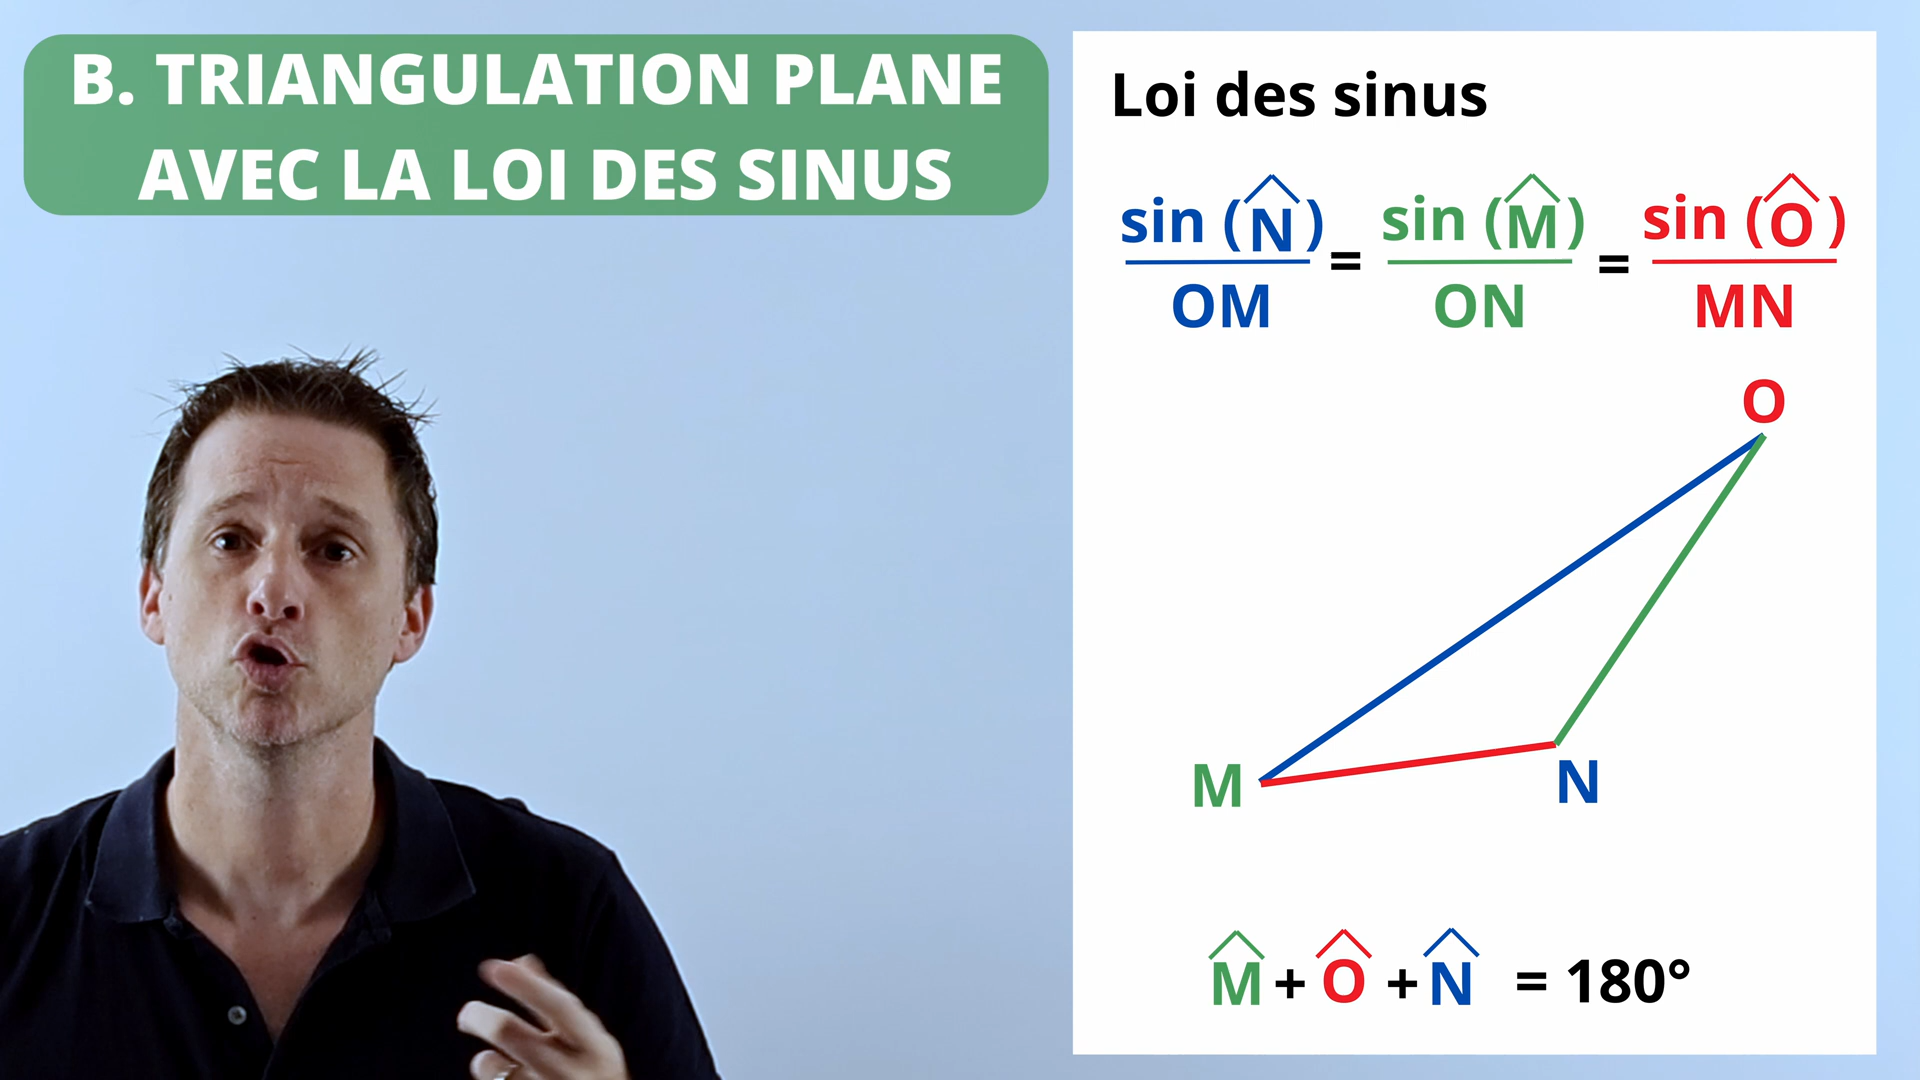 B. TRIANGULATION PLANE
AVEC LA LOI DES SINUS
Loi des sinus
sin (N̂) / OM = sin (M̂) / ON = sin (Ô) / MN
O
M
N
M̂ + Ô + N̂ = 180°